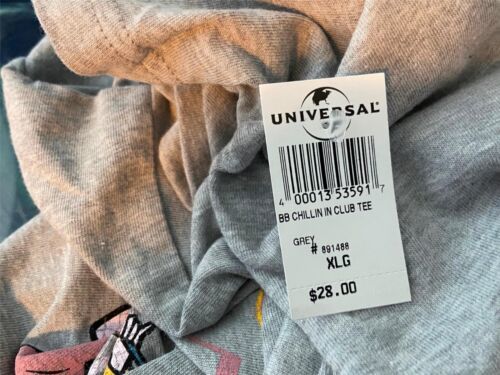 UNIVERSAL
4 00013 53591 7
BB CHILLIN IN CLUB TEE
GREY
# 891488
XLG
$28.00